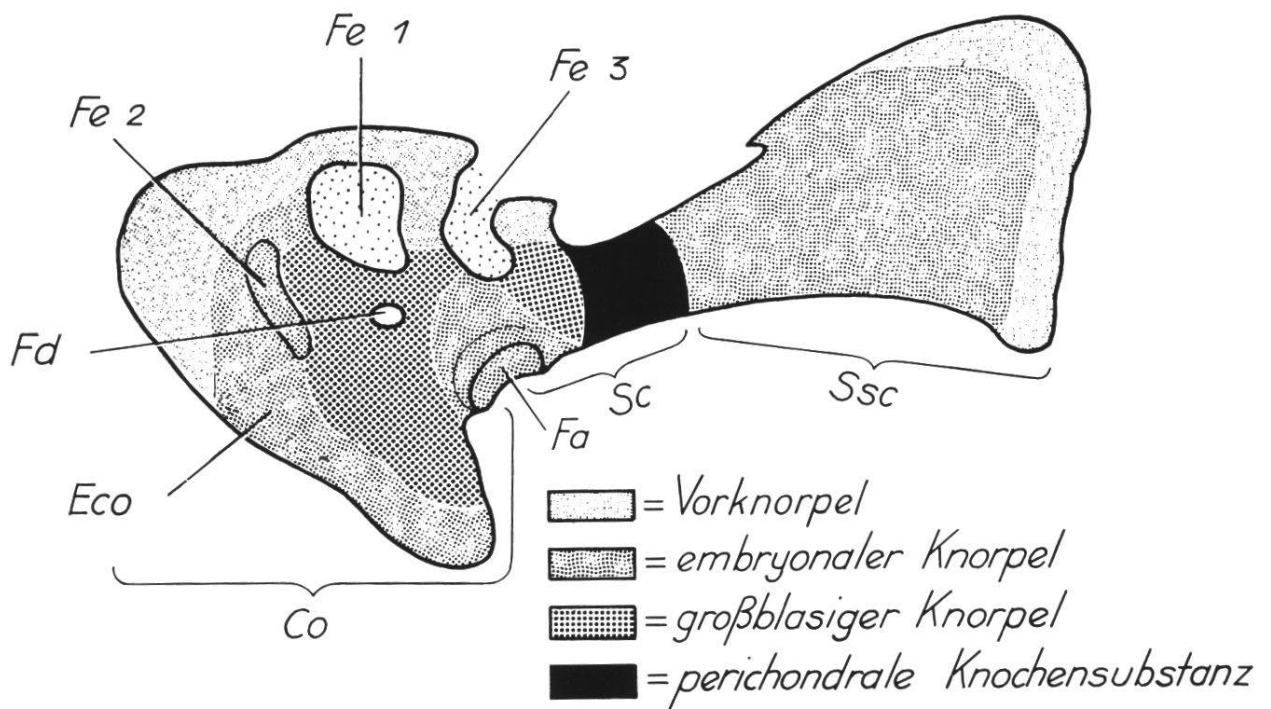 Fe 1
Fe 3
Fe 2
Fd
Sc
Ssc
Fa
Eco
Co
= Vorknorpel
= embryonaler Knorpel
= großblasiger Knorpel
= perichondrale Knochensubstanz